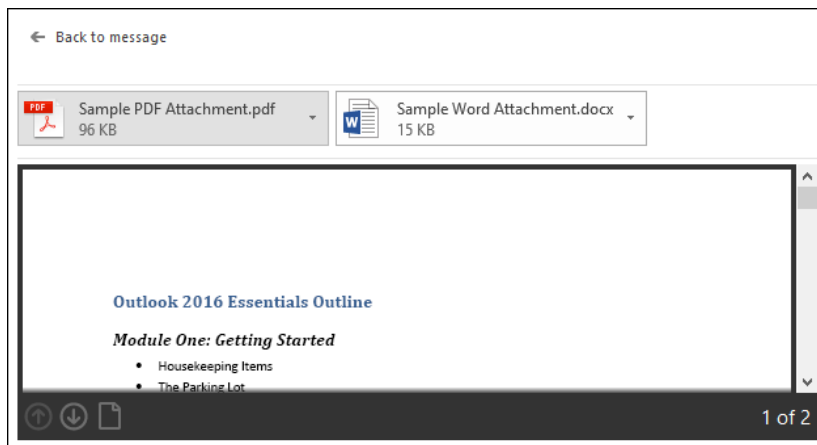 Back to message
PDF
Sample PDF Attachment.pdf
96 KB
W
Sample Word Attachment.docx
15 KB
Outlook 2016 Essentials Outline
Module One: Getting Started
• Housekeeping Items
• The Parking Lot
1 of 2